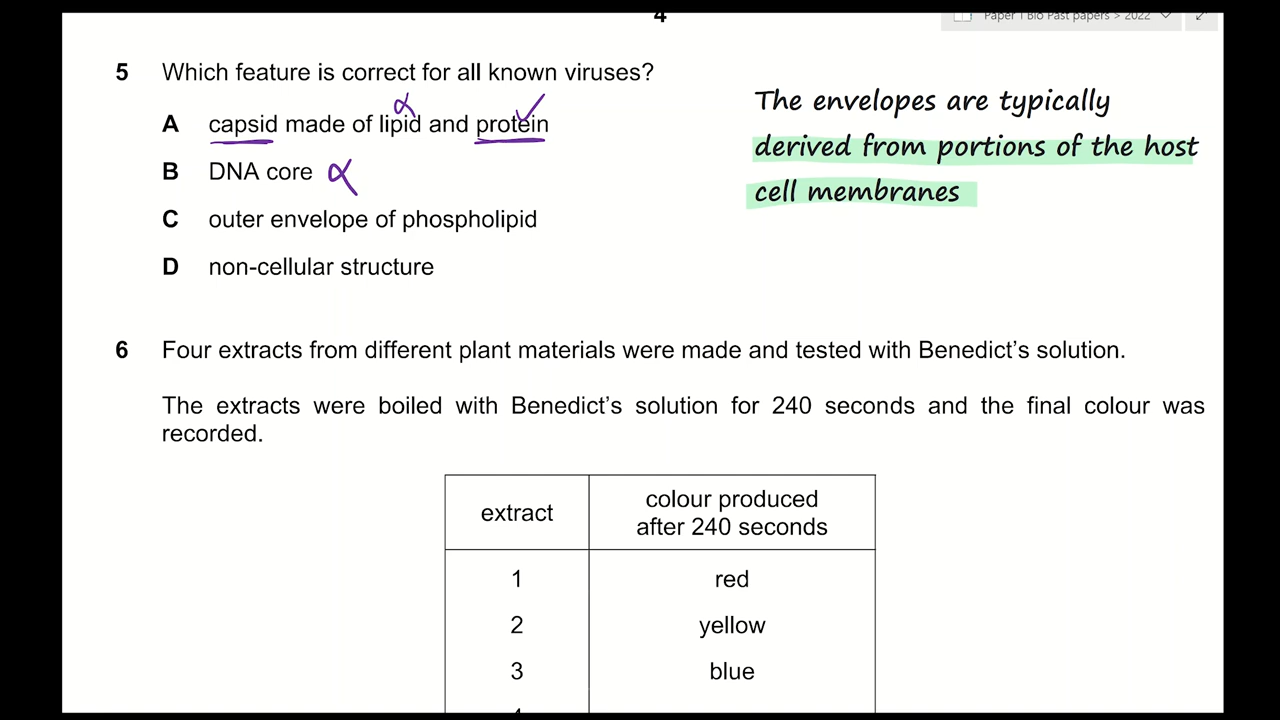 4
Paper 1 Bio Past papers > 2022
5 Which feature is correct for all known viruses?
A capsid made of lipid and protein
B DNA core
C outer envelope of phospholipid
D non-cellular structure
The envelopes are typically
derived from portions of the host
cell membranes
6 Four extracts from different plant materials were made and tested with Benedict’s solution.
The extracts were boiled with Benedict’s solution for 240 seconds and the final colour was
recorded.
extract colour produced
after 240 seconds
1 red
2 yellow
3 blue